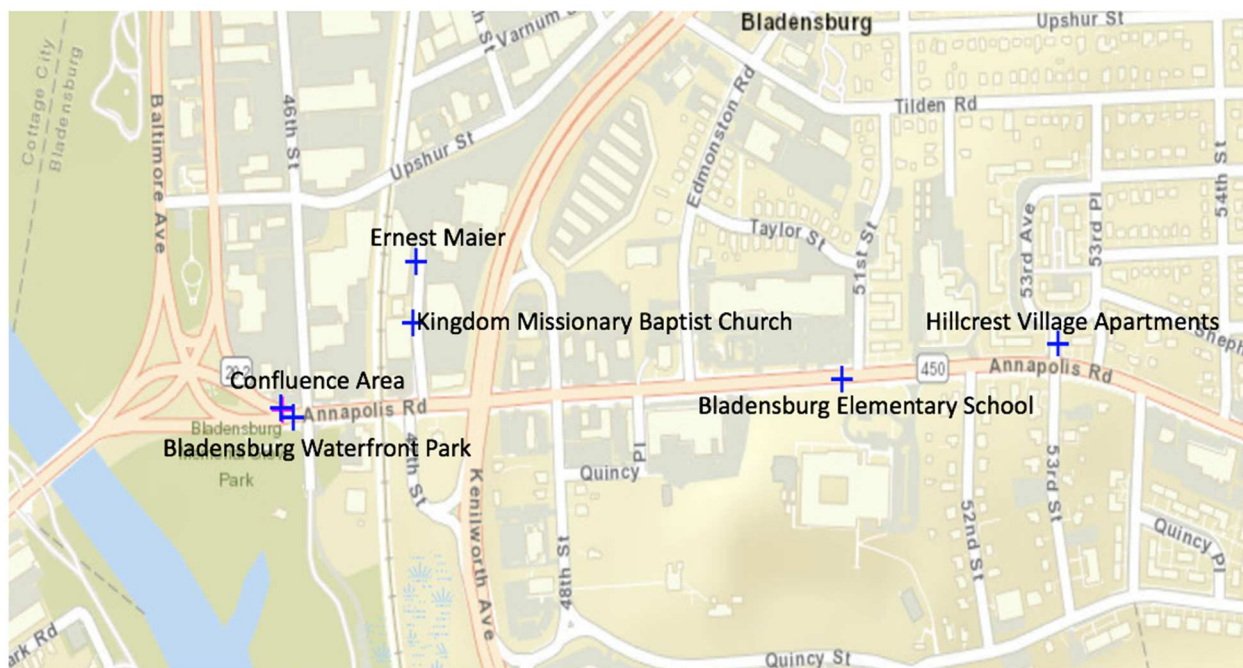 Bladensburg
Upshur St
Varnum
St
Cottage City
Bladensburg
Baltimore Ave
46th St
Tilden Rd
Edmonston Rd
Upshur St
54th St
53rd Pl
53rd Ave
Taylor St
51st St
Ernest Maier
Kingdom Missionary Baptist Church
Hillcrest Village Apartments
450
Annapolis Rd
Confluence Area
Annapolis Rd
Bladensburg Elementary School
Bladensburg Waterfront Park
Bladensburg
Park
Quincy Pl
Kenilworth Ave
48th St
52nd St
53rd St
Quincy Pl
Quincy St